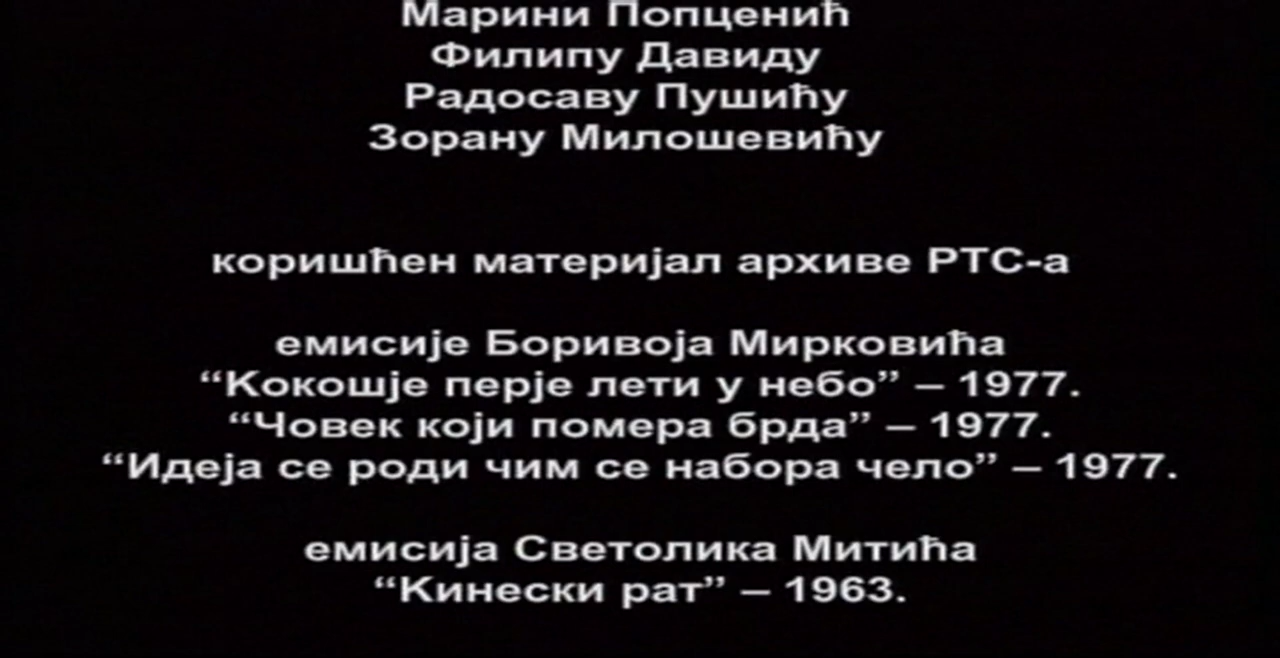 Марини Попценић
Филипу Давиду
Радосаву Пушићу
Зорану Милошевићу
коришћен материјал архиве РТС-а
емисије Боривоја Мирковића
“Кокошје перје лети у небо” – 1977.
“Човек који помера брда” – 1977.
“Идеја се роди чим се набора чело” – 1977.
емисија Светолика Митића
“Кинески рат” – 1963.